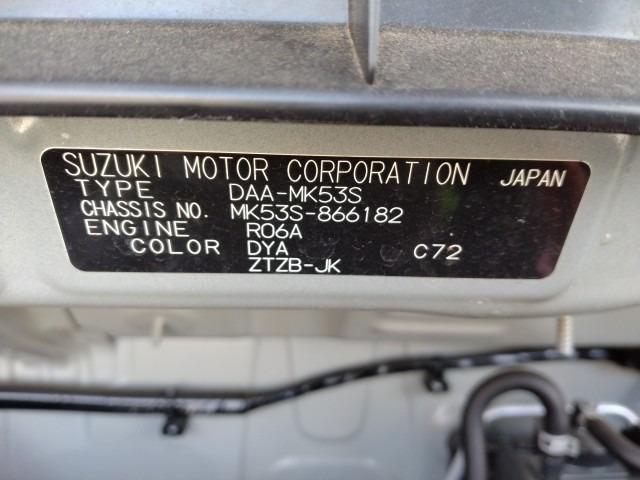 SUZUKI MOTOR CORPORATION JAPAN
TYPE DAA-MK53S
CHASSIS NO. MK53S-866182
ENGINE R06A
COLOR DYA C72
ZTZB-JK